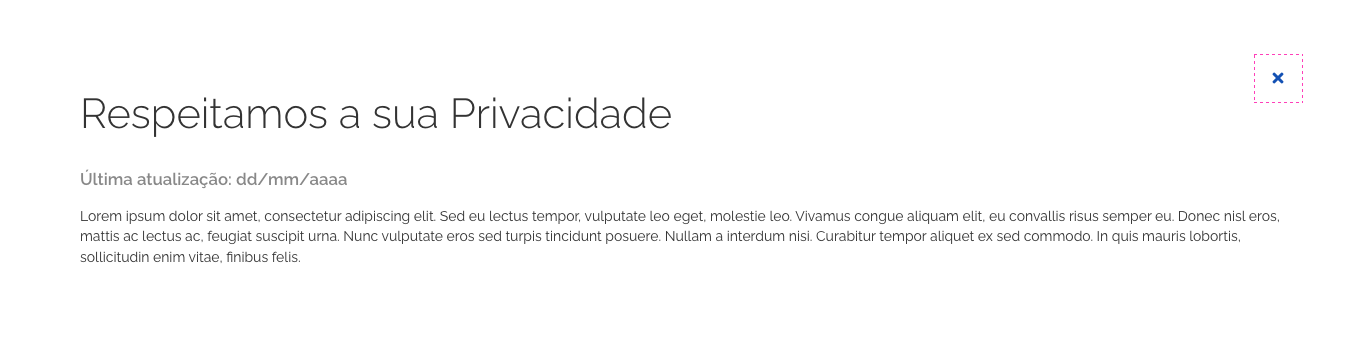 Respeitamos a sua Privacidade
Última atualização: dd/mm/aaaa
Lorem ipsum dolor sit amet, consectetur adipiscing elit. Sed eu lectus tempor, vulputate leo eget, molestie leo. Vivamus congue aliquam elit, eu convallis risus semper eu. Donec nisl eros,
mattis ac lectus ac, feugiat suscipit urna. Nunc vulputate eros sed turpis tincidunt posuere. Nullam a interdum nisi. Curabitur tempor aliquet ex sed commodo. In quis mauris lobortis,
sollicitudin enim vitae, finibus felis.